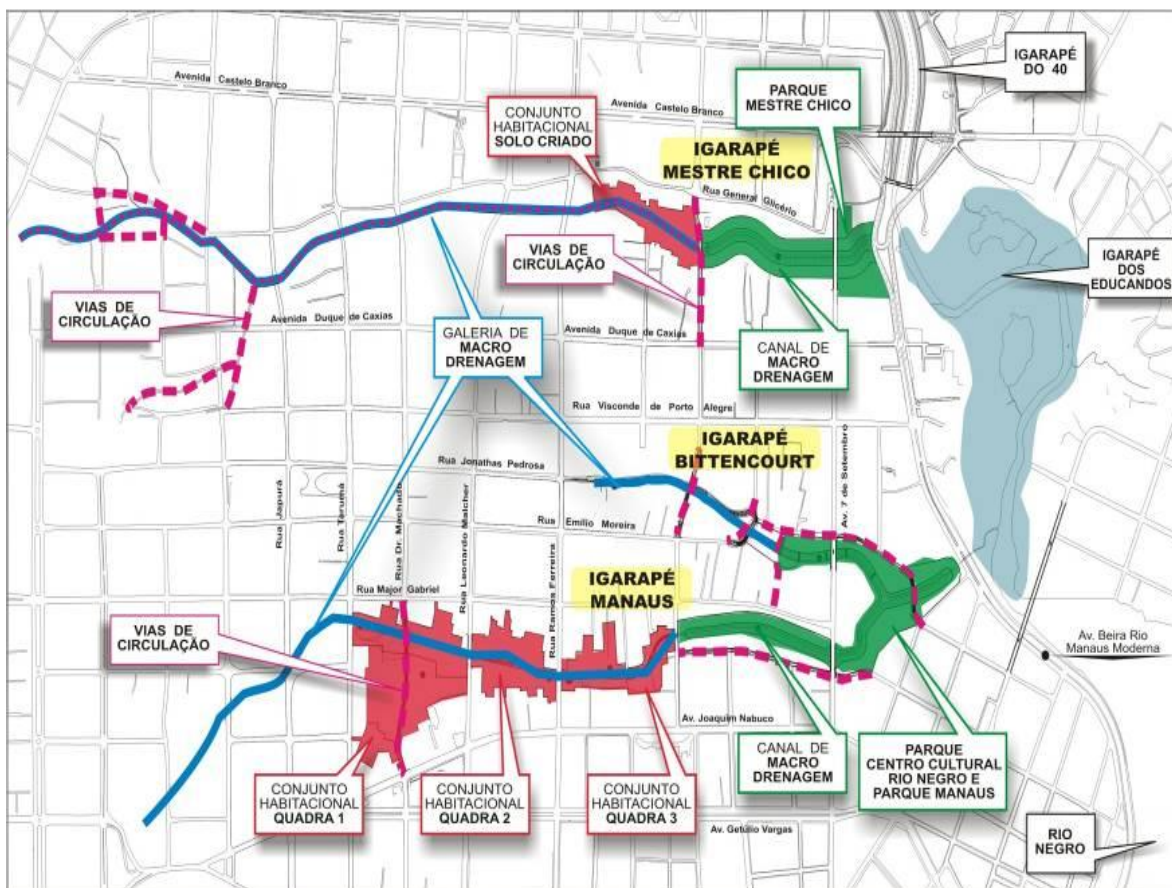 Avenida Castelo Branco
Avenida Castelo Branco
IGARAPÉ
DO 40
PARQUE
MESTRE CHICO
CONJUNTO
HABITACIONAL
SOLO CRIADO
IGARAPÉ
MESTRE CHICO
Rua General Glicério
VIAS DE
CIRCULAÇÃO
IGARAPÉ
DOS
EDUCANDOS
VIAS DE
CIRCULAÇÃO
Avenida Duque de Caxias
GALERIA DE
MACRO
DRENAGEM
Avenida Duque de Caxias
CANAL DE
MACRO
DRENAGEM
Rua Visconde de Porto Alegre
IGARAPÉ
BITTENCOURT
Rua Jonathas Pedrosa
Av. 7 de Setembro
Rua Emílio Moreira
Rua Japurá
Rua Tarumã
Rua Dr. Machado
Rua Leonardo Malcher
Rua Ramos Ferreira
IGARAPÉ
MANAUS
Rua Major Gabriel
VIAS DE
CIRCULAÇÃO
Av. Beira Rio
Manaus Moderna
Av. Joaquim Nabuco
CANAL DE
MACRO
DRENAGEM
PARQUE
CENTRO CULTURAL
RIO NEGRO E
PARQUE MANAUS
CONJUNTO
HABITACIONAL
QUADRA 1
CONJUNTO
HABITACIONAL
QUADRA 2
CONJUNTO
HABITACIONAL
QUADRA 3
Av. Getúlio Vargas
RIO
NEGRO